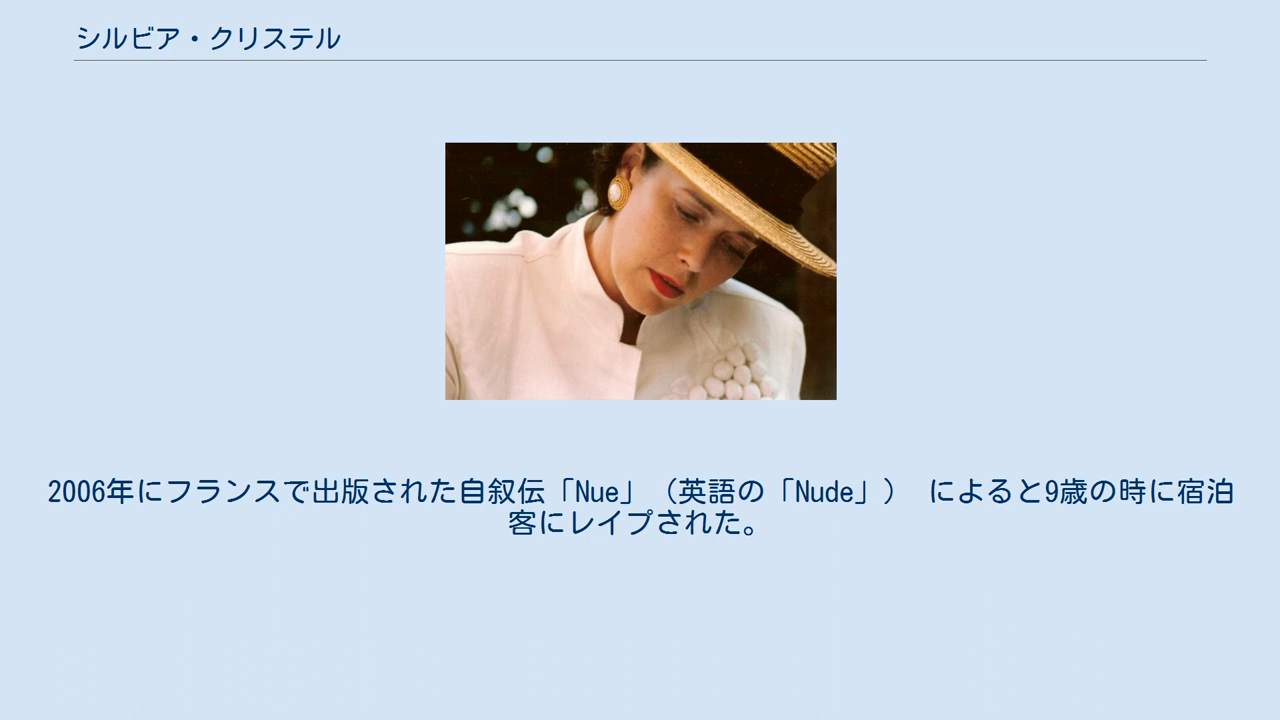 シルビア・クリステル
2006年にフランスで出版された自叙伝「Nue」（英語の「Nude」） によると9歳の時に宿泊
客にレイプされた。